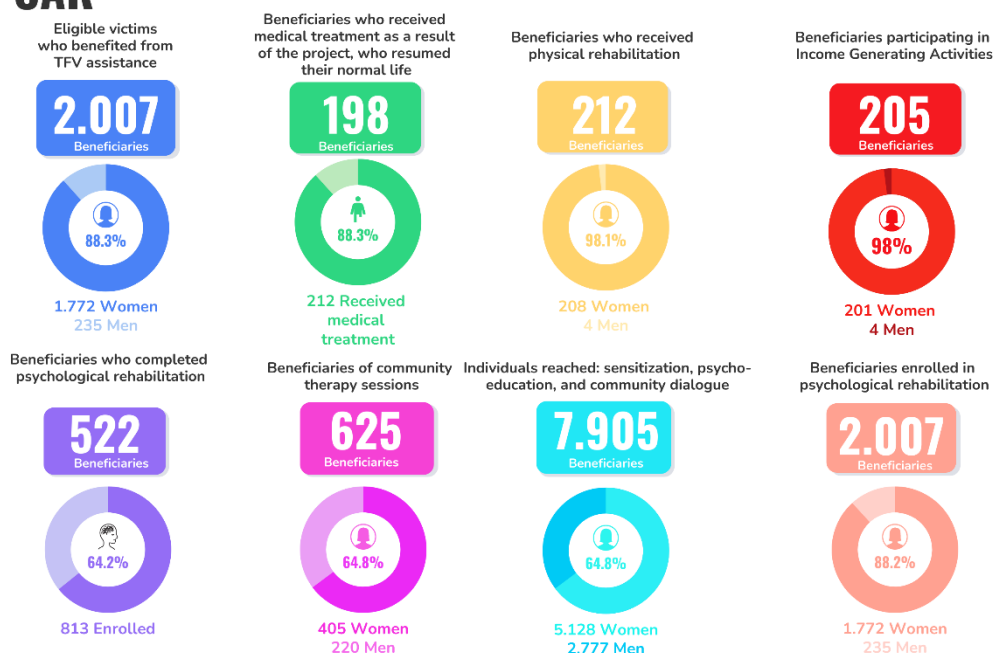 CAR
Eligible victims
who benefited from
TFV assistance
2.007
Beneficiaries
88.3%
1.772 Women
235 Men
Beneficiaries who received
medical treatment as a result
of the project, who resumed
their normal life
198
Beneficiaries
88.3%
212 Received
medical
treatment
Beneficiaries who received
physical rehabilitation
212
Beneficiaries
98.1%
208 Women
4 Men
Beneficiaries participating in
Income Generating Activities
205
Beneficiaries
98%
201 Women
4 Men
Beneficiaries who completed
psychological rehabilitation
522
Beneficiaries
64.2%
813 Enrolled
Beneficiaries of community
therapy sessions
625
Beneficiaries
64.8%
405 Women
220 Men
Individuals reached: sensitization, psycho-
education, and community dialogue
7.905
Beneficiaries
64.8%
5.128 Women
2.777 Men
Beneficiaries enrolled in
psychological rehabilitation
2.007
Beneficiaries
88.2%
1.772 Women
235 Men